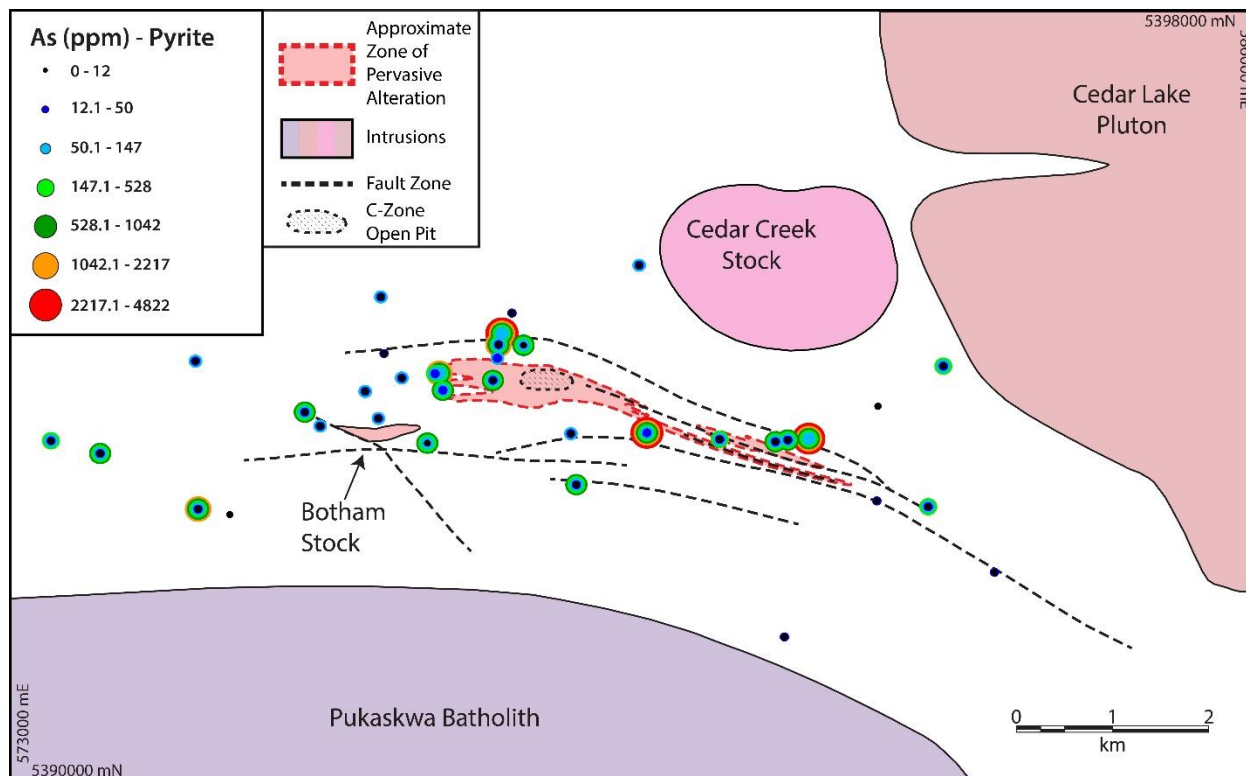 As (ppm) - Pyrite
0 - 12
12.1 - 50
50.1 - 147
147.1 - 528
528.1 - 1042
1042.1 - 2217
2217.1 - 4822
Approximate
Zone of
Pervasive
Alteration
Intrusions
Fault Zone
C-Zone
Open Pit
5398000 mN
588000 mE
Cedar Lake
Pluton
Cedar Creek
Stock
Botham
Stock
Pukaskwa Batholith
573000 mE
5390000 mN
0 1 2
km